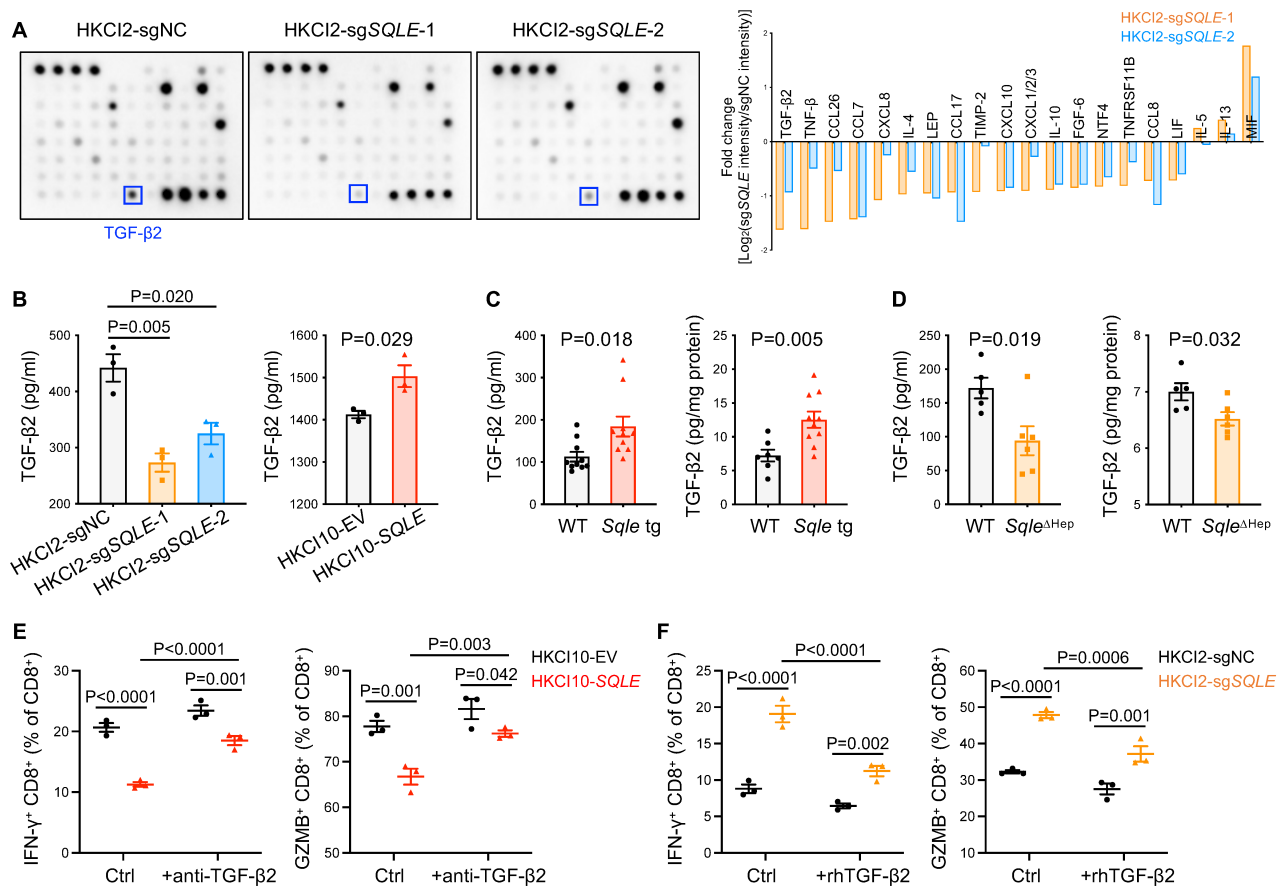 A
HKCI2-sgNC
HKCI2-sgSQLE-1
HKCI2-sgSQLE-2
TGF-β2
HKCI2-sgSQLE-1
HKCI2-sgSQLE-2
Fold change
[Log₂(sgSQLE intensity/sgNC intensity)]
2
1
0
-1
-2
TGF-β2
TNF-β
CCL26
CCL7
CXCL8
IL-4
LEP
CCL17
TIMP-2
CXCL10
CXCL1/2/3
IL-10
FGF-6
NTF4
TNFRSF11B
CCL8
LIF
IL-5
IL-13
MIF
B
P=0.020
P=0.005
TGF-β2 (pg/ml)
500
400
300
200
HKCI2-sgNC
HKCI2-sgSQLE-1
HKCI2-sgSQLE-2
P=0.029
TGF-β2 (pg/ml)
1600
1500
1400
1300
1200
HKCI10-EV
HKCI10-SQLE
C
P=0.018
TGF-β2 (pg/ml)
400
300
200
100
0
WT
Sqle tg
P=0.005
TGF-β2 (pg/mg protein)
25
20
15
10
5
0
WT
Sqle tg
D
P=0.019
TGF-β2 (pg/ml)
250
200
150
100
50
0
WT
Sqleᐞᴴᵉᵖ
P=0.032
TGF-β2 (pg/mg protein)
8
7
6
5
WT
Sqleᐞᴴᵉᵖ
E
P<0.0001
P<0.0001
P=0.001
IFN-γ⁺ CD8⁺ (% of CD8⁺)
30
20
10
0
Ctrl
+anti-TGF-β2
P=0.003
P=0.001
P=0.042
GZMB⁺ CD8⁺ (% of CD8⁺)
90
80
70
60
50
Ctrl
+anti-TGF-β2
HKCI10-EV
HKCI10-SQLE
F
P<0.0001
P<0.0001
P=0.002
IFN-γ⁺ CD8⁺ (% of CD8⁺)
25
20
15
10
5
0
Ctrl
+rhTGF-β2
P=0.0006
P<0.0001
P=0.001
GZMB⁺ CD8⁺ (% of CD8⁺)
60
50
40
30
20
10
Ctrl
+rhTGF-β2
HKCI2-sgNC
HKCI2-sgSQLE